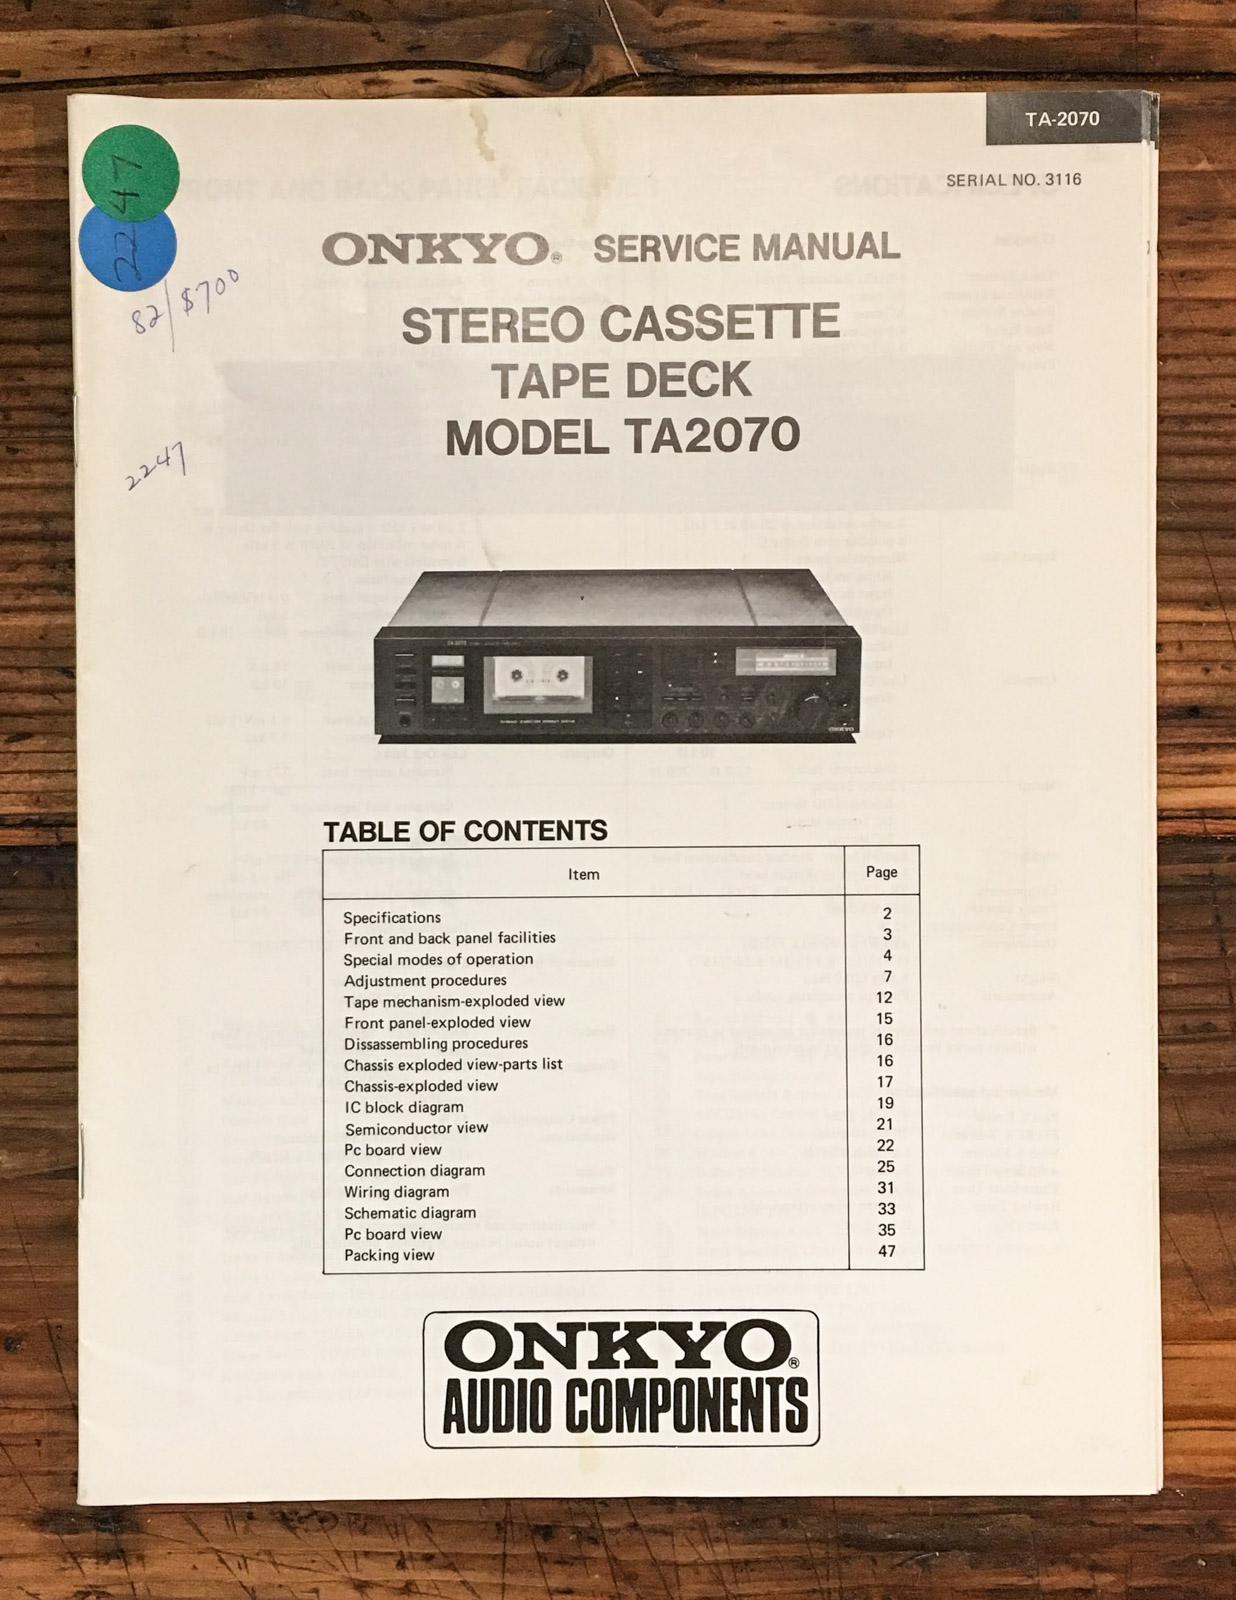 TA-2070
SERIAL NO. 3116
2247
82/$700
2247
ONKYO® SERVICE MANUAL
STEREO CASSETTE
TAPE DECK
MODEL TA2070
ONKYO
TABLE OF CONTENTS
Item Page
Specifications 2
Front and back panel facilities 3
Special modes of operation 4
Adjustment procedures 7
Tape mechanism-exploded view 12
Front panel-exploded view 15
Dissassembling procedures 16
Chassis exploded view-parts list 16
Chassis-exploded view 17
IC block diagram 19
Semiconductor view 21
Pc board view 22
Connection diagram 25
Wiring diagram 31
Schematic diagram 33
Pc board view 35
Packing view 47
ONKYO®
AUDIO COMPONENTS